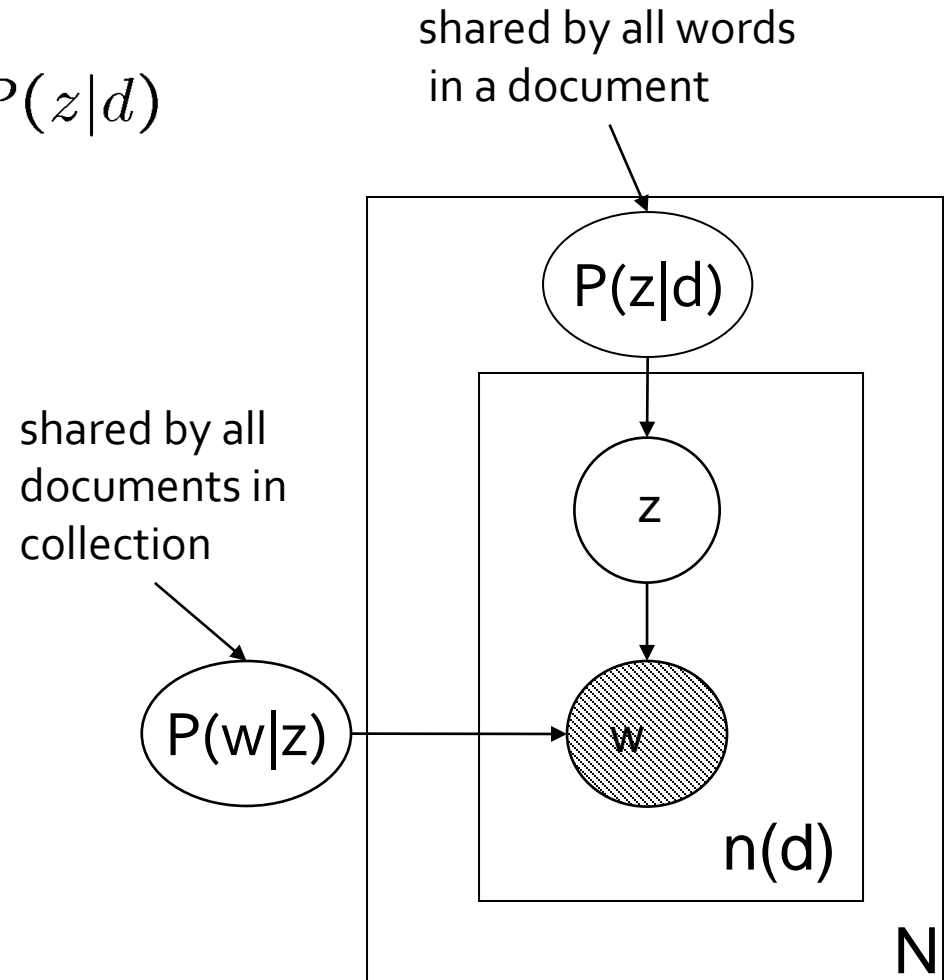 shared by all words
in a document
P(z|d)
P(z|d)
shared by all
documents in
collection
z
P(w|z)
w
n(d)
N